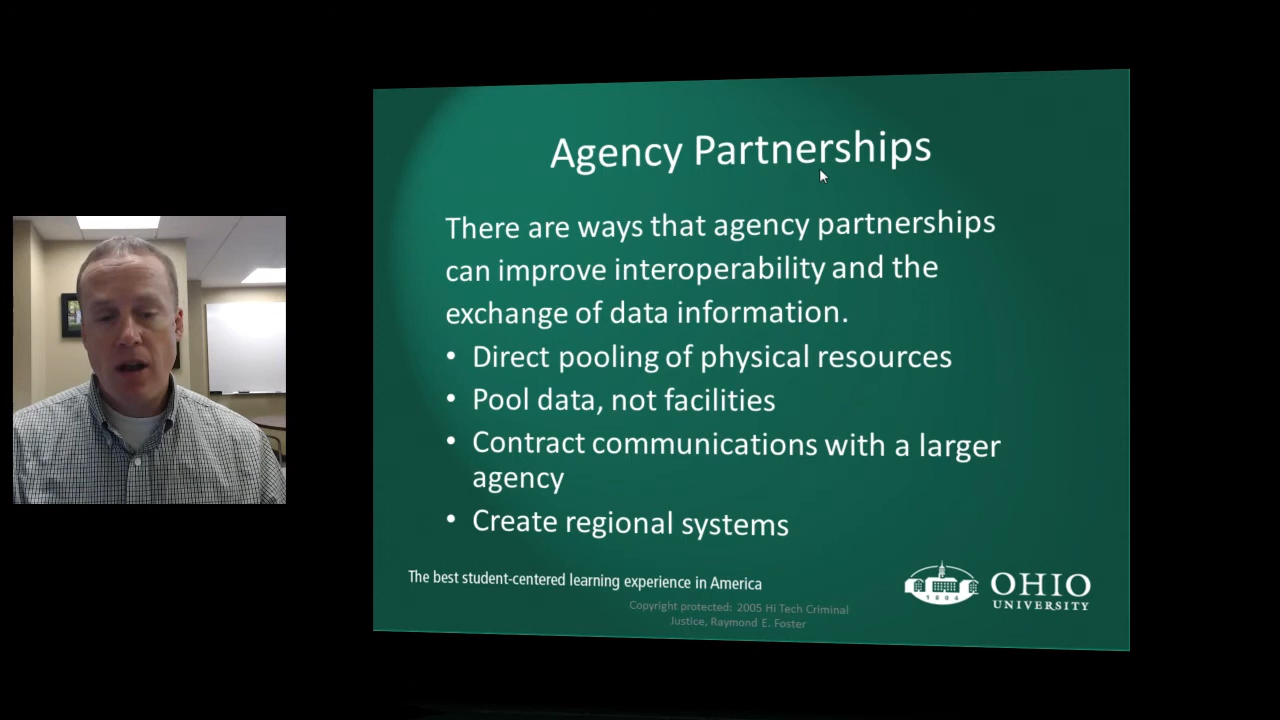 Agency Partnerships
There are ways that agency partnerships
can improve interoperability and the
exchange of data information.
• Direct pooling of physical resources
• Pool data, not facilities
• Contract communications with a larger
agency
• Create regional systems
The best student-centered learning experience in America
1804
OHIO
UNIVERSITY
Copyright protected: 2005 Hi Tech Criminal
Justice, Raymond E. Foster